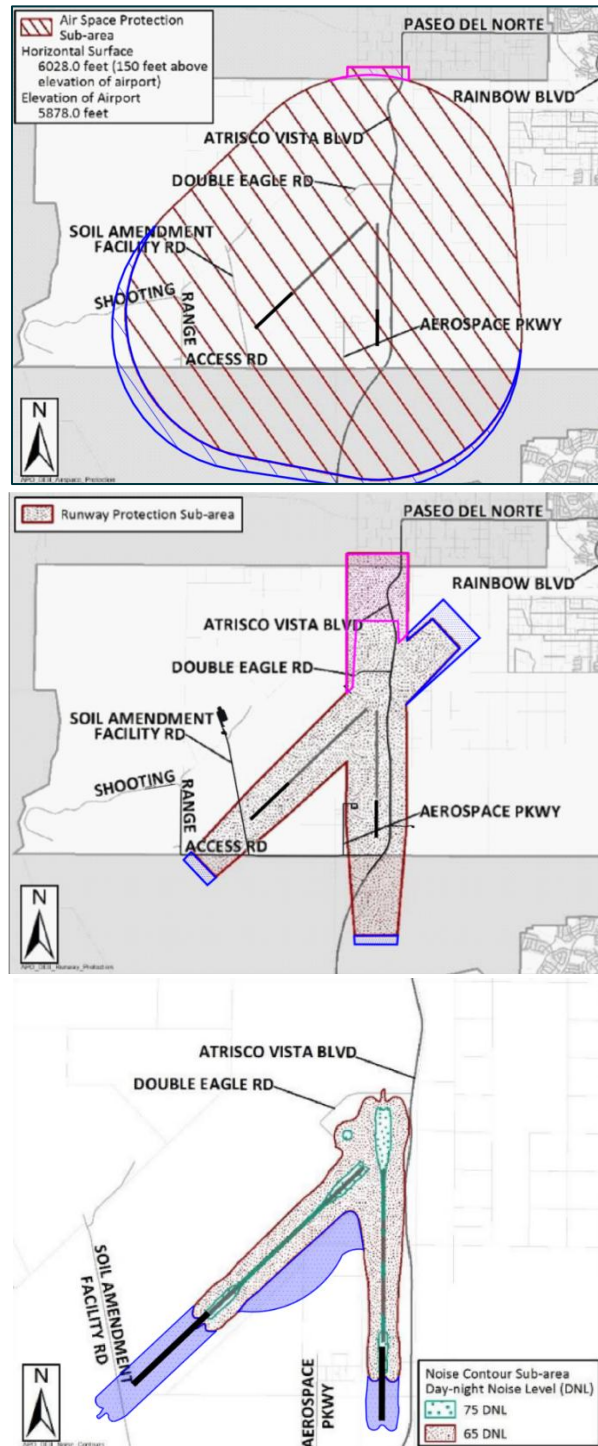 Air Space Protection
Sub-area
Horizontal Surface
6028.0 feet (150 feet above
elevation of airport)
Elevation of Airport
5878.0 feet
PASEO DEL NORTE
RAINBOW BLVD
ATRISCO VISTA BLVD
DOUBLE EAGLE RD
SOIL AMENDMENT
FACILITY RD
SHOOTING
RANGE
ACCESS RD
AEROSPACE PKWY
N
Runway Protection Sub-area
PASEO DEL NORTE
RAINBOW BLVD
ATRISCO VISTA BLVD
DOUBLE EAGLE RD
SOIL AMENDMENT
FACILITY RD
SHOOTING
RANGE
ACCESS RD
AEROSPACE PKWY
N
ATRISCO VISTA BLVD
DOUBLE EAGLE RD
SOIL AMENDMENT
FACILITY RD
AEROSPACE
PKWY
N
Noise Contour Sub-area
Day-night Noise Level (DNL)
75 DNL
65 DNL